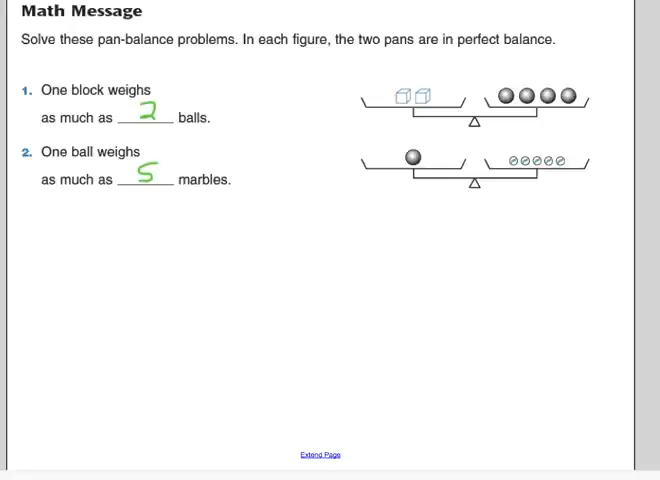 Math Message
Solve these pan-balance problems. In each figure, the two pans are in perfect balance.
1. One block weighs
as much as 2 balls.
2. One ball weighs
as much as 5 marbles.
Extend Page